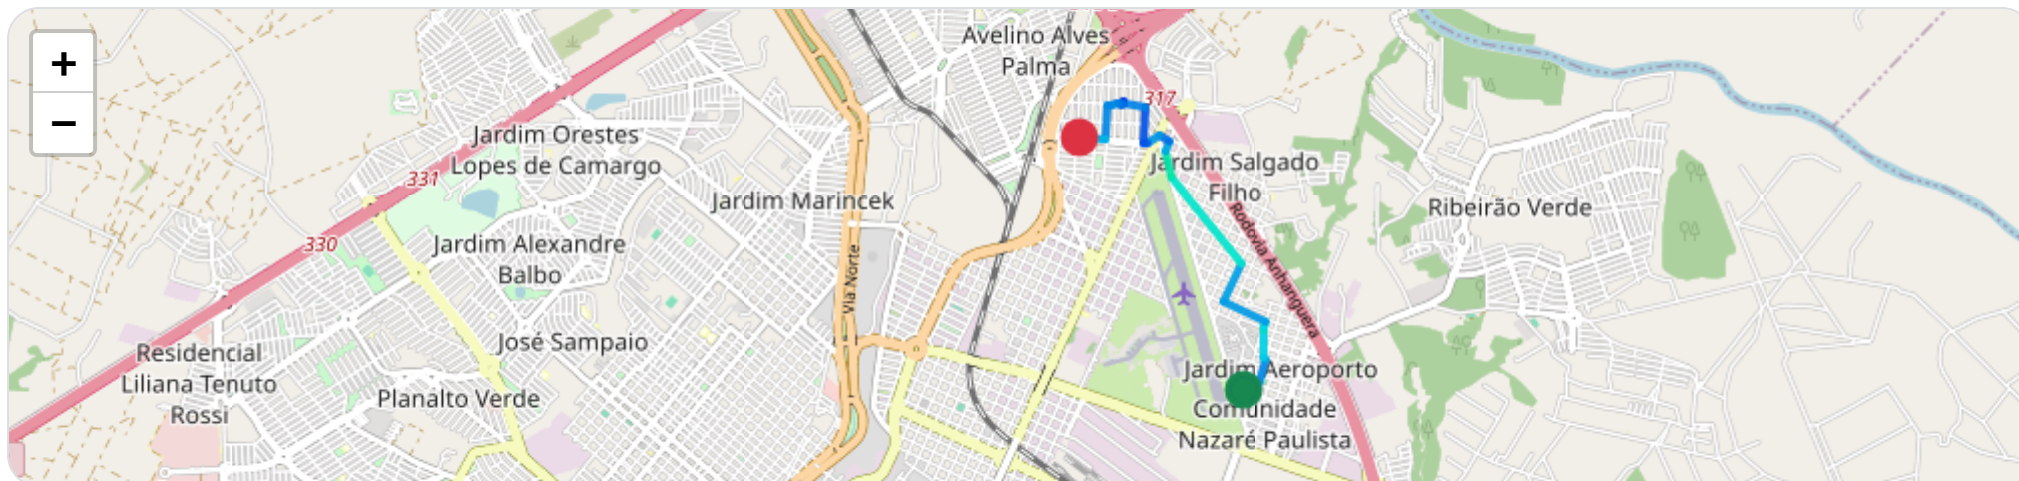 +
−
Avelino Alves
Palma
317
Jardim Orestes
Lopes de Camargo
331
Jardim Salgado
Filho
Jardim Marincek
Rodovia Anhanguera
Ribeirão Verde
330
Jardim Alexandre
Balbo
Via Norte
José Sampaio
Residencial
Liliana Tenuto
Rossi
Planalto Verde
Jardim Aeroporto
Comunidade
Nazaré Paulista